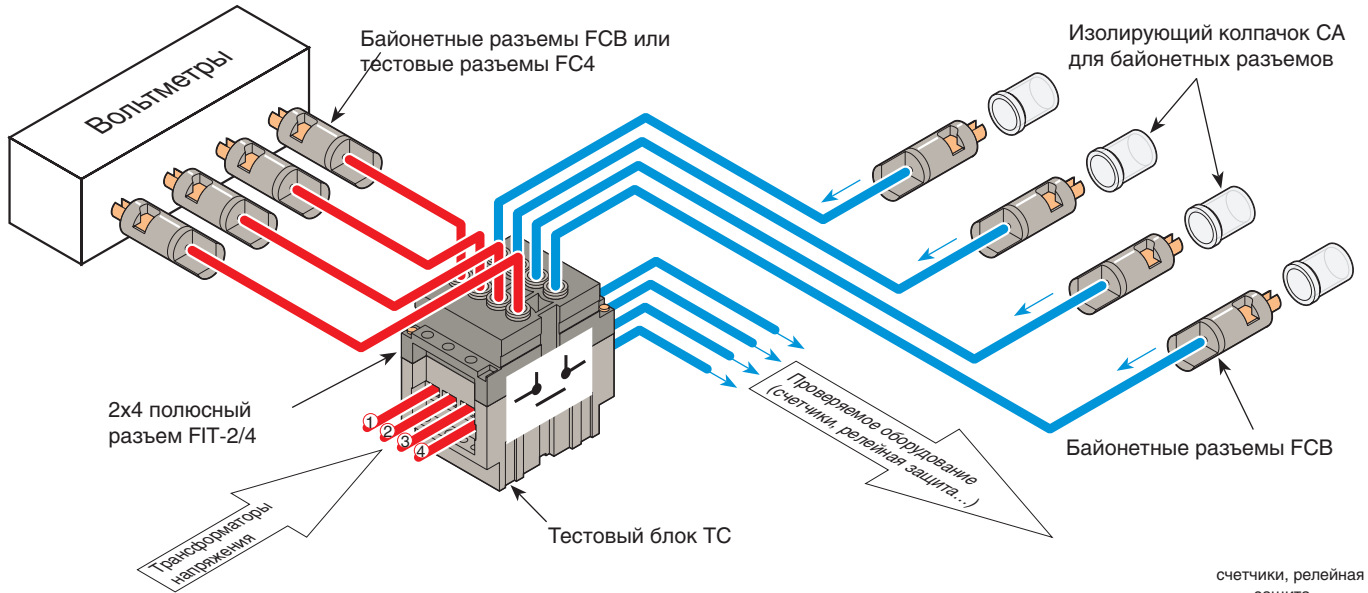 Байонетные разъемы FCB или
тестовые разъемы FC4
Изолирующий колпачок CA
для байонетных разъемов
Вольтметры
2x4 полюсный
разъем FIT-2/4
1
2
3
4
Трансформаторы
напряжения
Тестовый блок TC
Проверяемое оборудование
(счетчики, релейная защита...)
Байонетные разъемы FCB
счетчики, релейная
защита